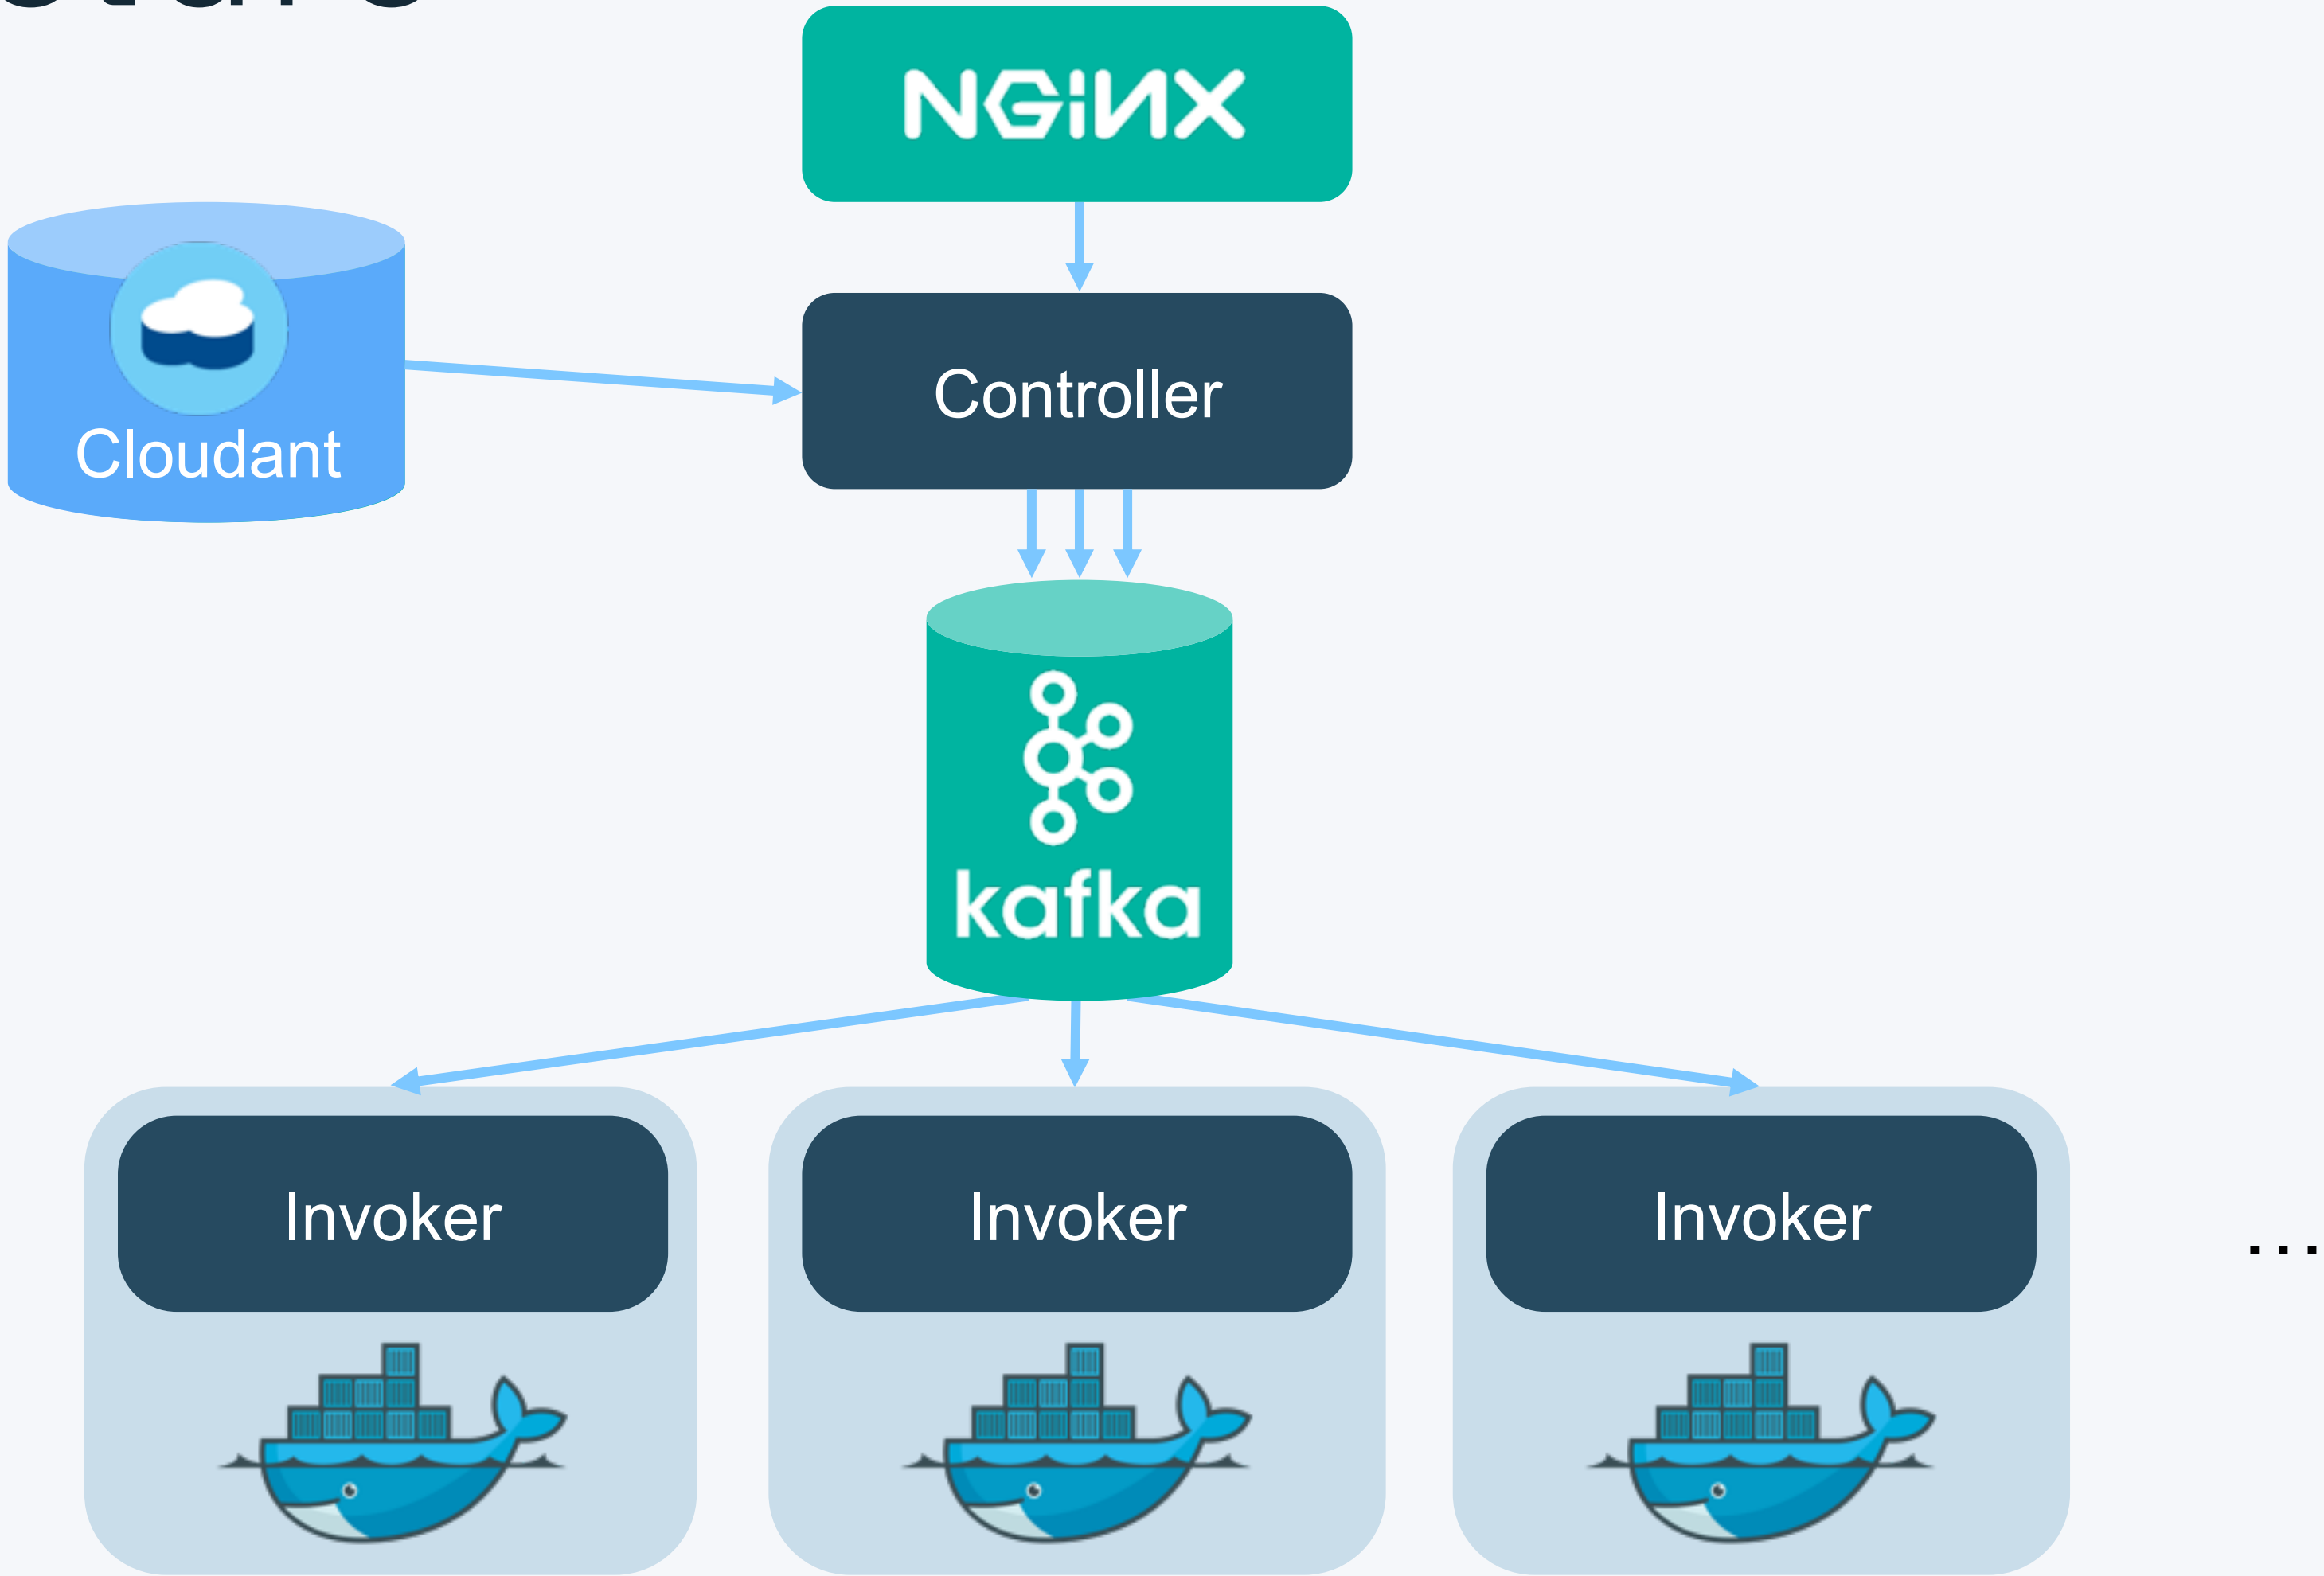 NGiNX
Cloudant
Controller
kafka
Invoker
Invoker
Invoker
...